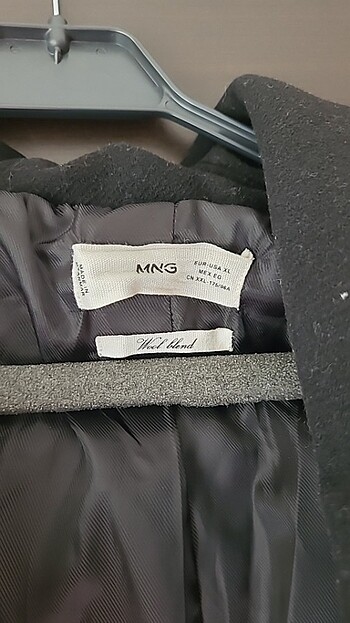 MNG
EUR-USA XL
MEX EG
CN XXL 175/96A
MADE IN
Wool blend